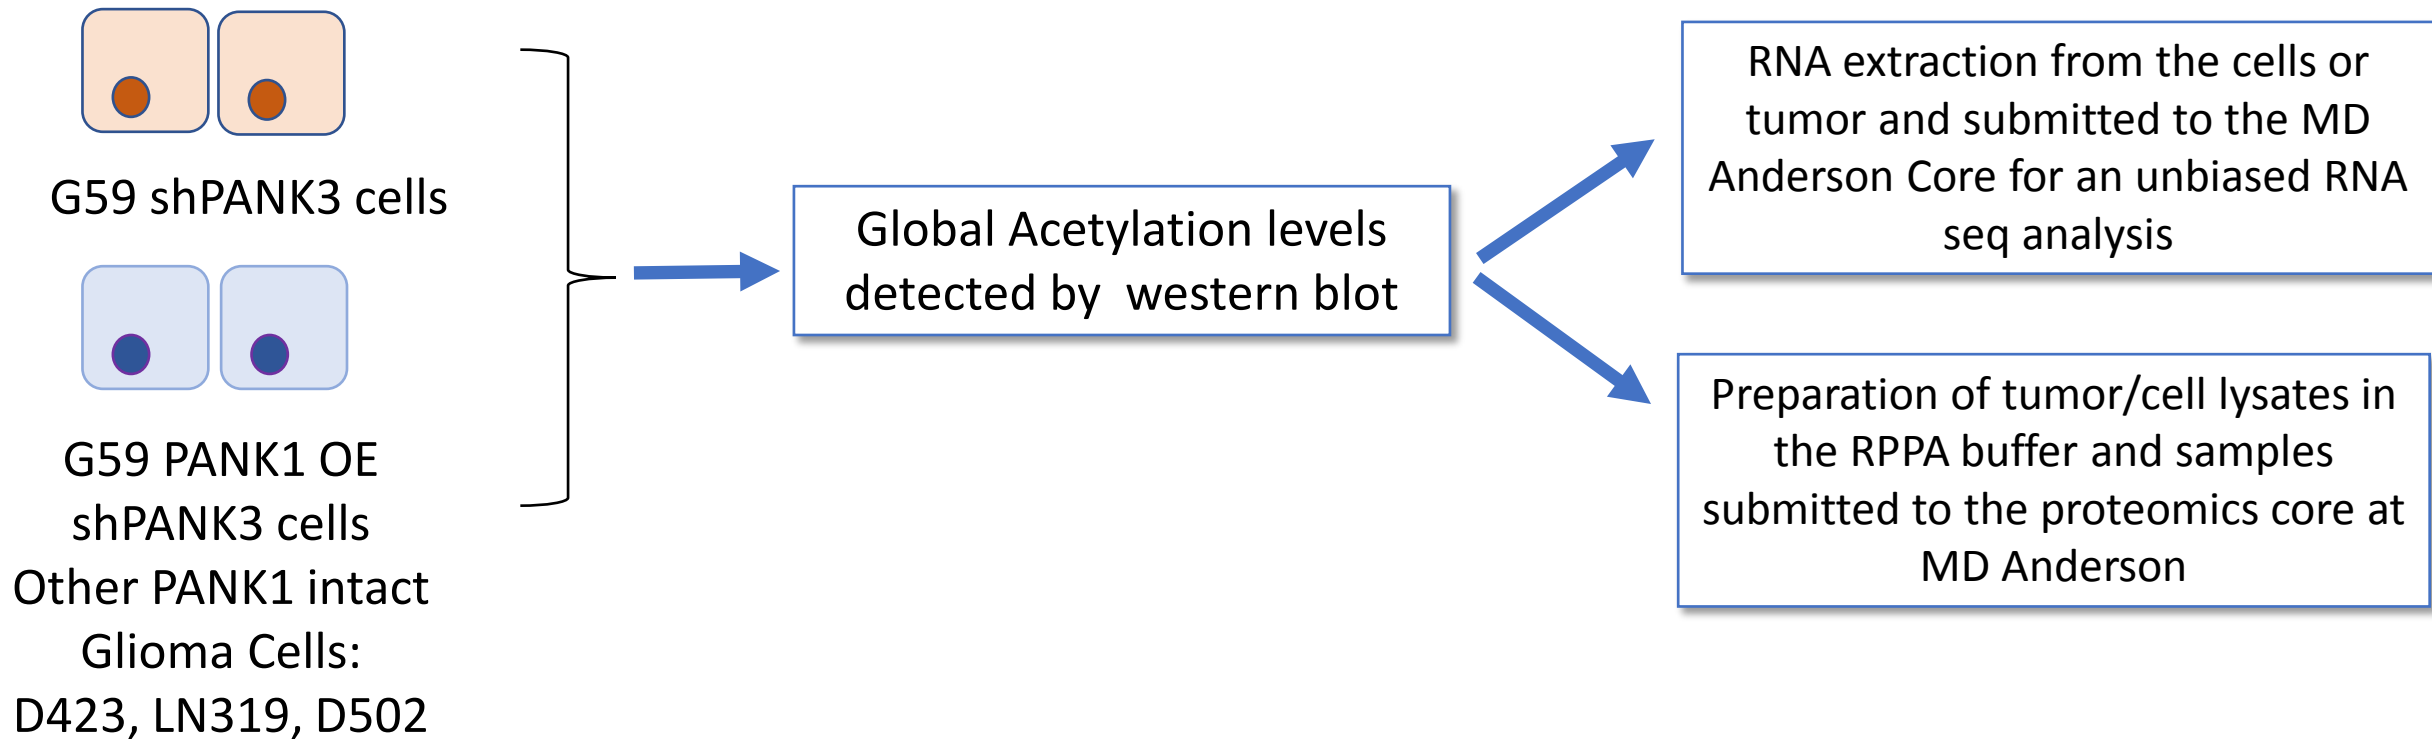 G59 shPANK3 cells
G59 PANK1 OE
shPANK3 cells
Other PANK1 intact
Glioma Cells:
D423, LN319, D502
Global Acetylation levels
detected by  western blot
RNA extraction from the cells or
tumor and submitted to the MD
Anderson Core for an unbiased RNA
seq analysis
Preparation of tumor/cell lysates in
the RPPA buffer and samples
submitted to the proteomics core at
MD Anderson